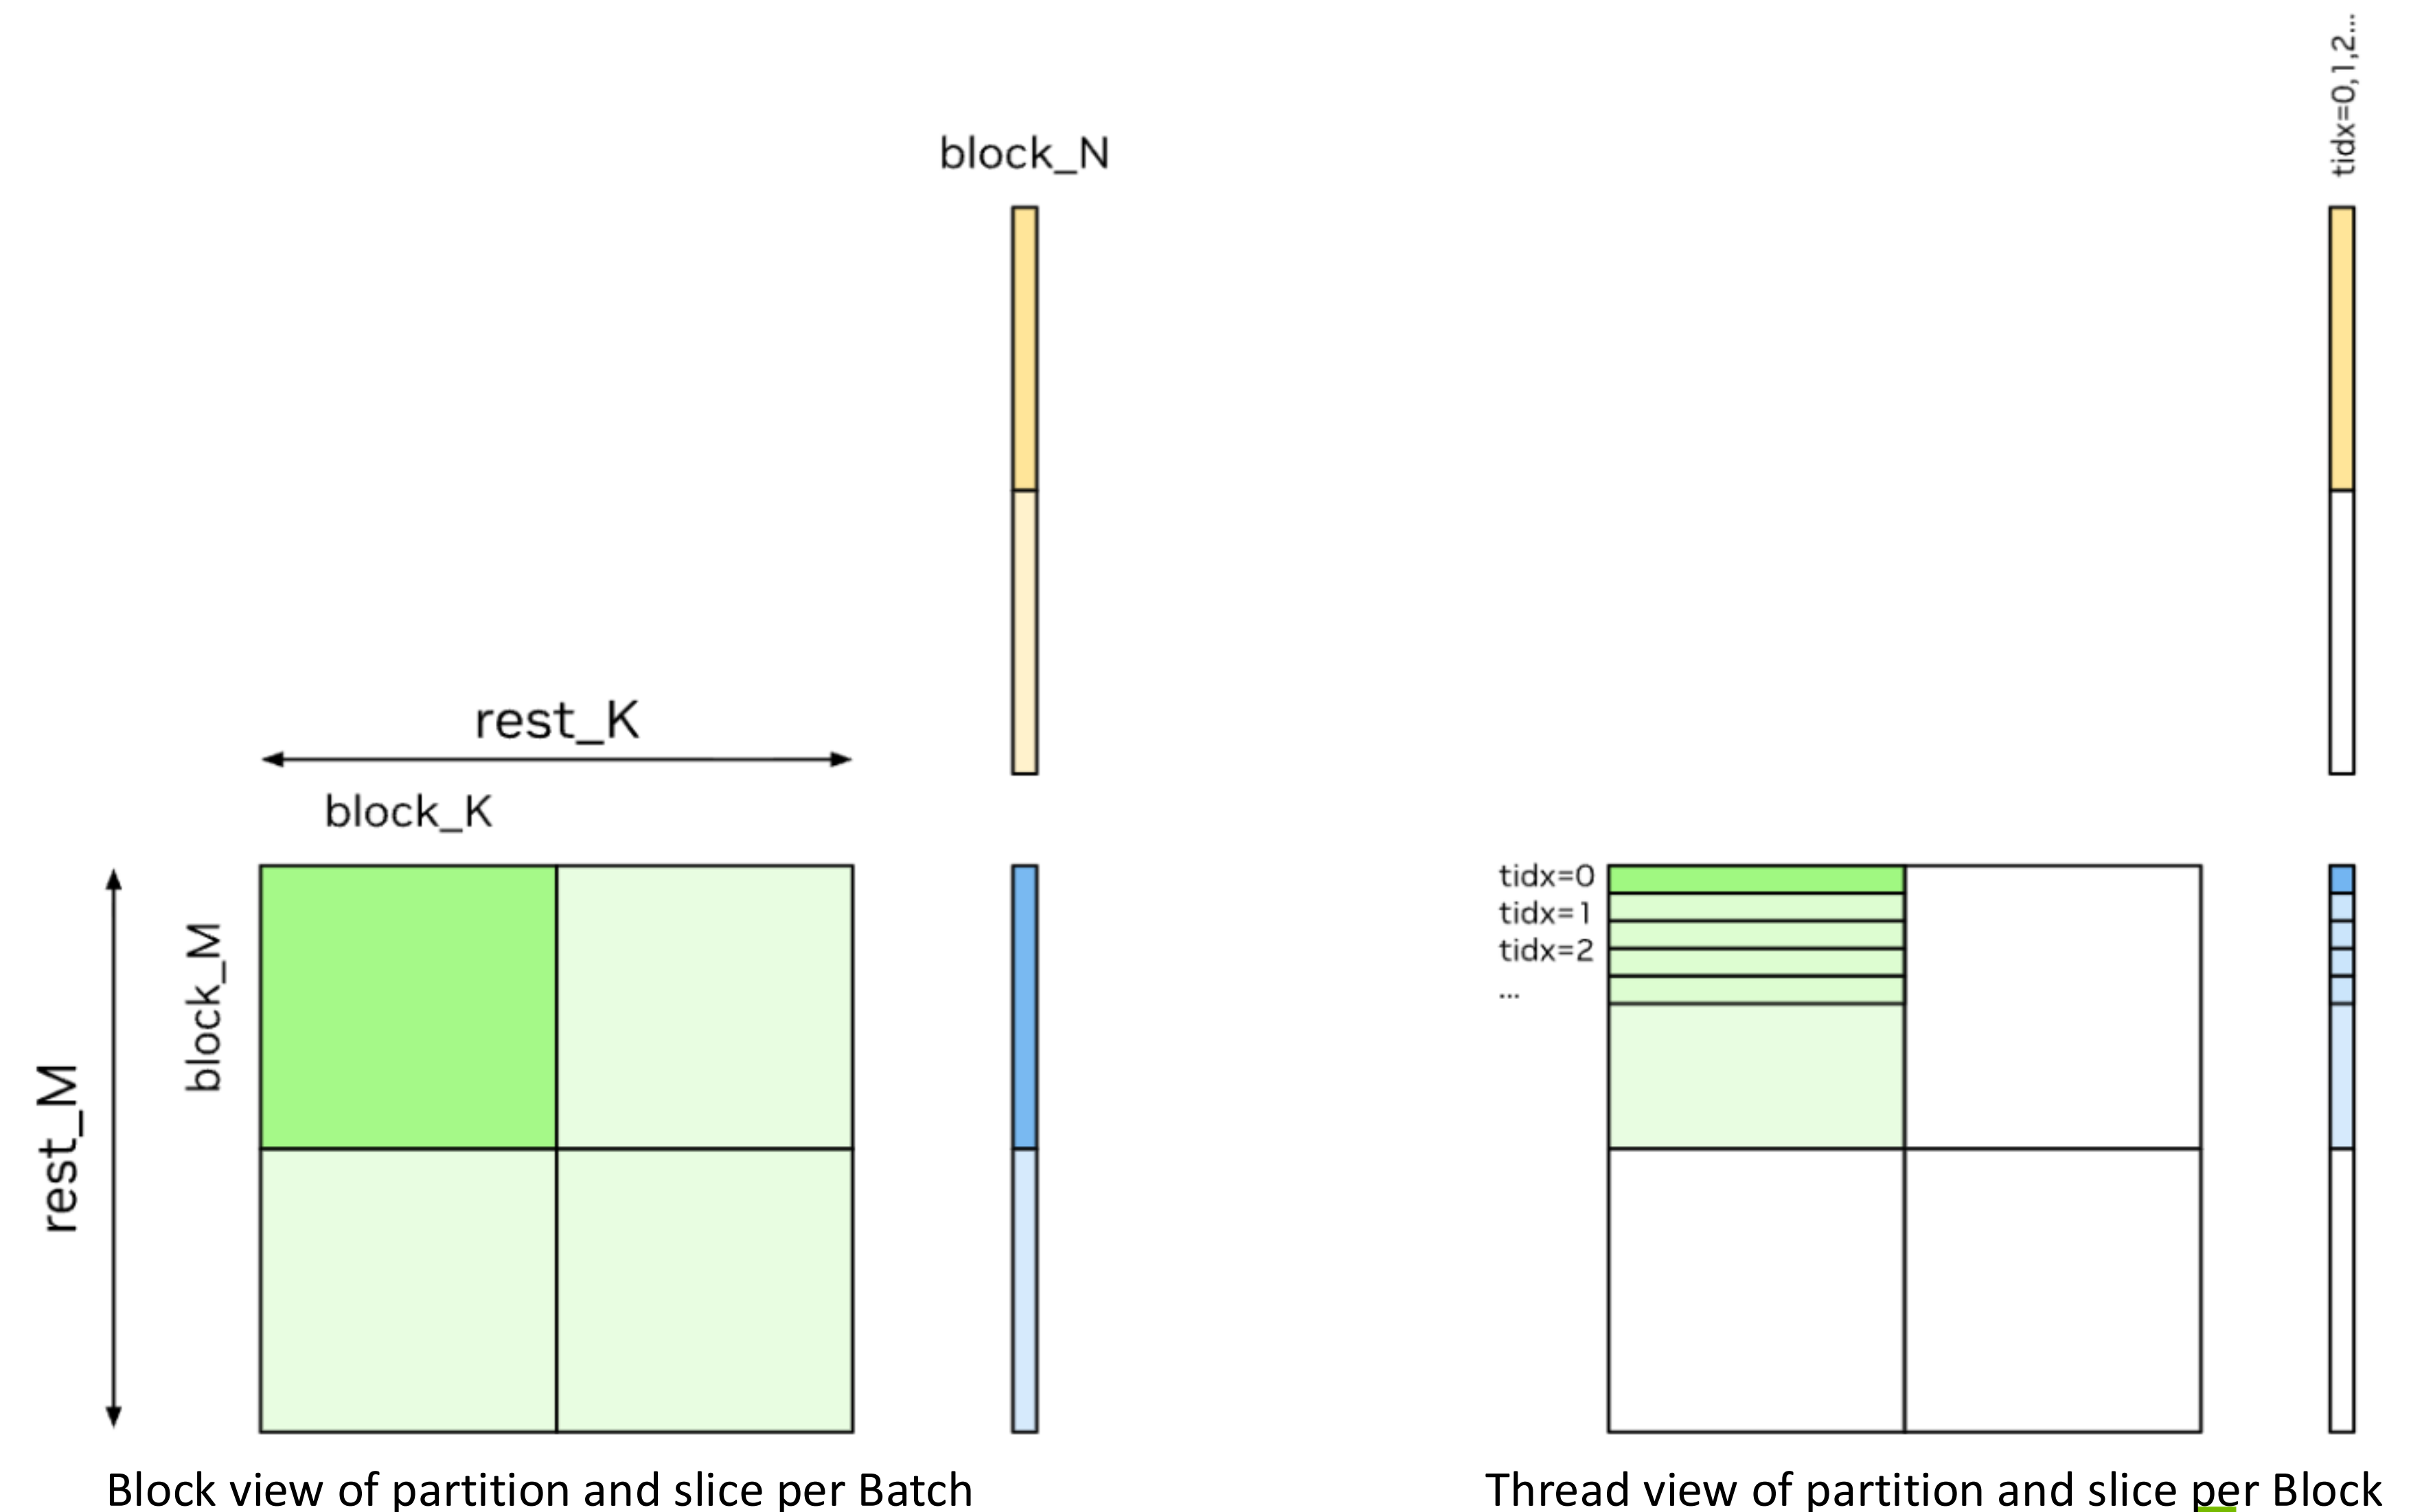 tidx=0,1,2...
block_N
rest_K
block_K
rest_M
block_M
tidx=0
tidx=1
tidx=2
...
Block view of partition and slice per Batch
Thread view of partition and slice per Block